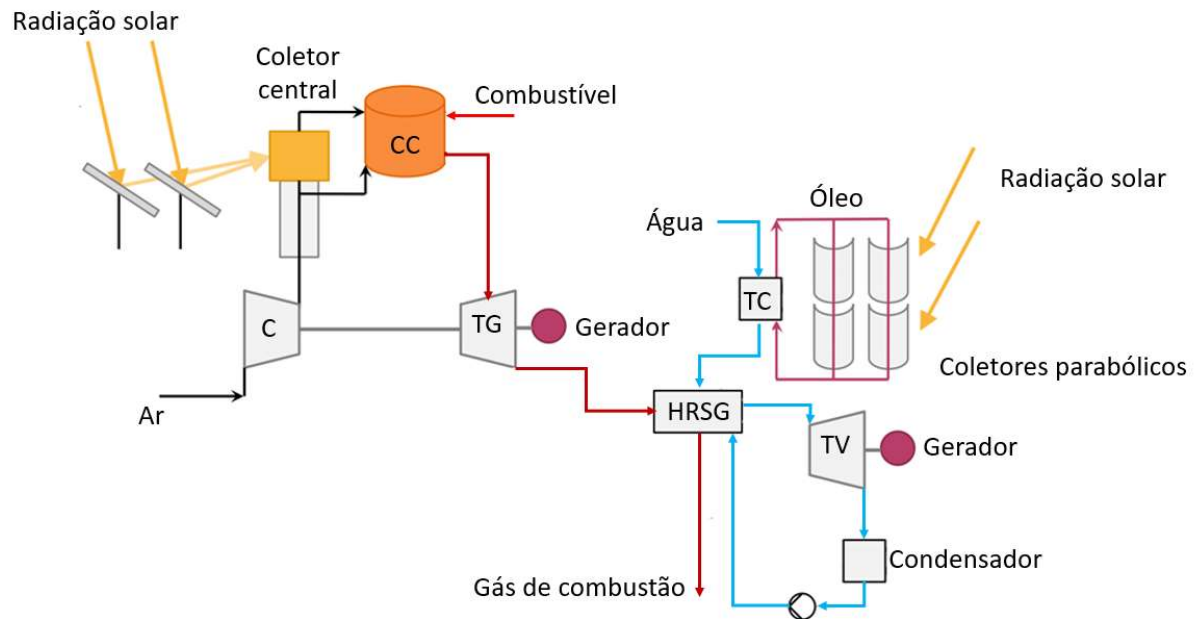 Radiação solar
Coletor
central
Combustível
CC
Radiação solar
Óleo
Água
TC
C
TG
Gerador
Coletores parabólicos
Ar
HRSG
TV
Gerador
Condensador
Gás de combustão